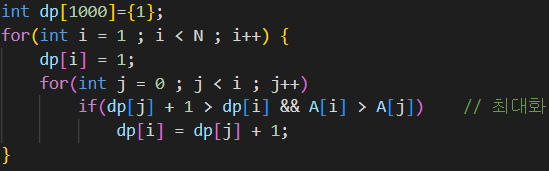 int dp[1000]={1};
for(int i = 1 ; i < N ; i++) {
    dp[i] = 1;
    for(int j = 0 ; j < i ; j++)
        if(dp[j] + 1 > dp[i] && A[i] > A[j])    // 최대화
            dp[i] = dp[j] + 1;
}